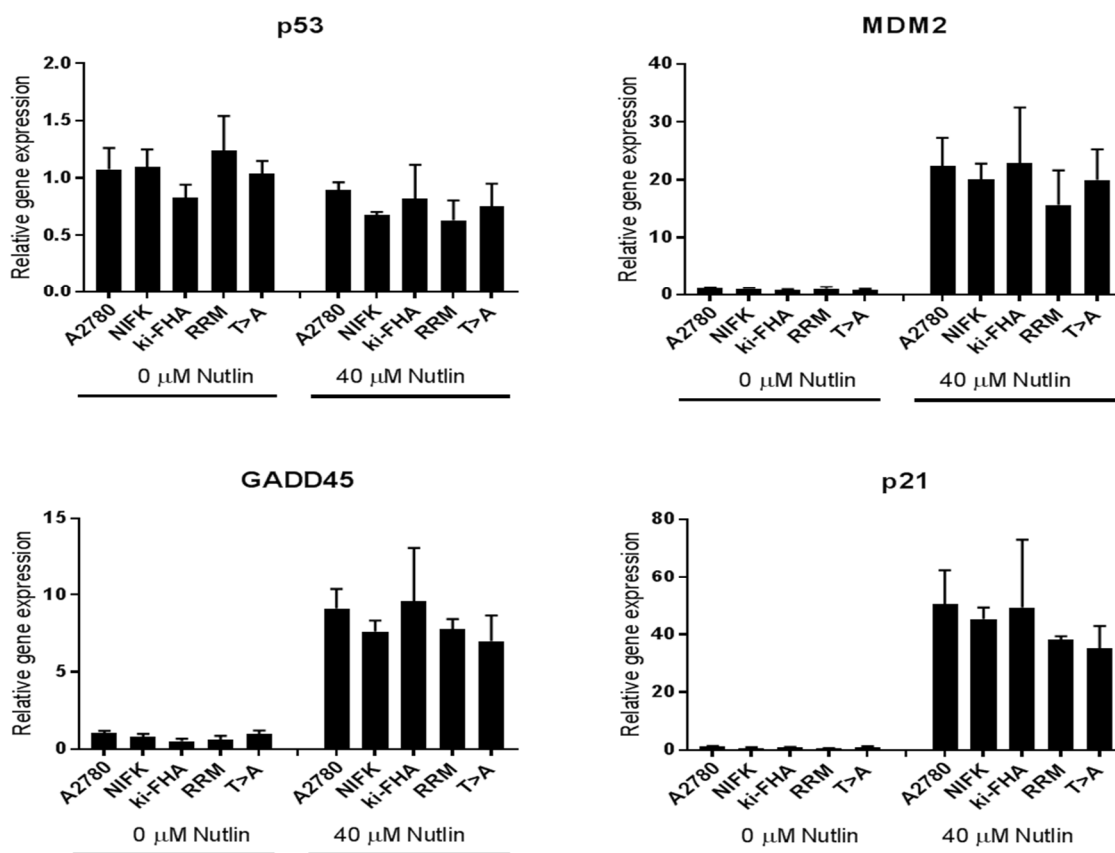 p53
Relative gene expression
2.0
1.5
1.0
0.5
0.0
A2780
NIFK
ki-FHA
RRM
T>A
A2780
NIFK
ki-FHA
RRM
T>A
0 μM Nutlin
40 μM Nutlin
MDM2
Relative gene expression
40
30
20
10
0
A2780
NIFK
ki-FHA
RRM
T>A
A2780
NIFK
ki-FHA
RRM
T>A
0 μM Nutlin
40 μM Nutlin
GADD45
Relative gene expression
15
10
5
0
A2780
NIFK
ki-FHA
RRM
T>A
A2780
NIFK
ki-FHA
RRM
T>A
0 μM Nutlin
40 μM Nutlin
p21
Relative gene expression
80
60
40
20
0
A2780
NIFK
ki-FHA
RRM
T>A
A2780
NIFK
ki-FHA
RRM
T>A
0 μM Nutlin
40 μM Nutlin